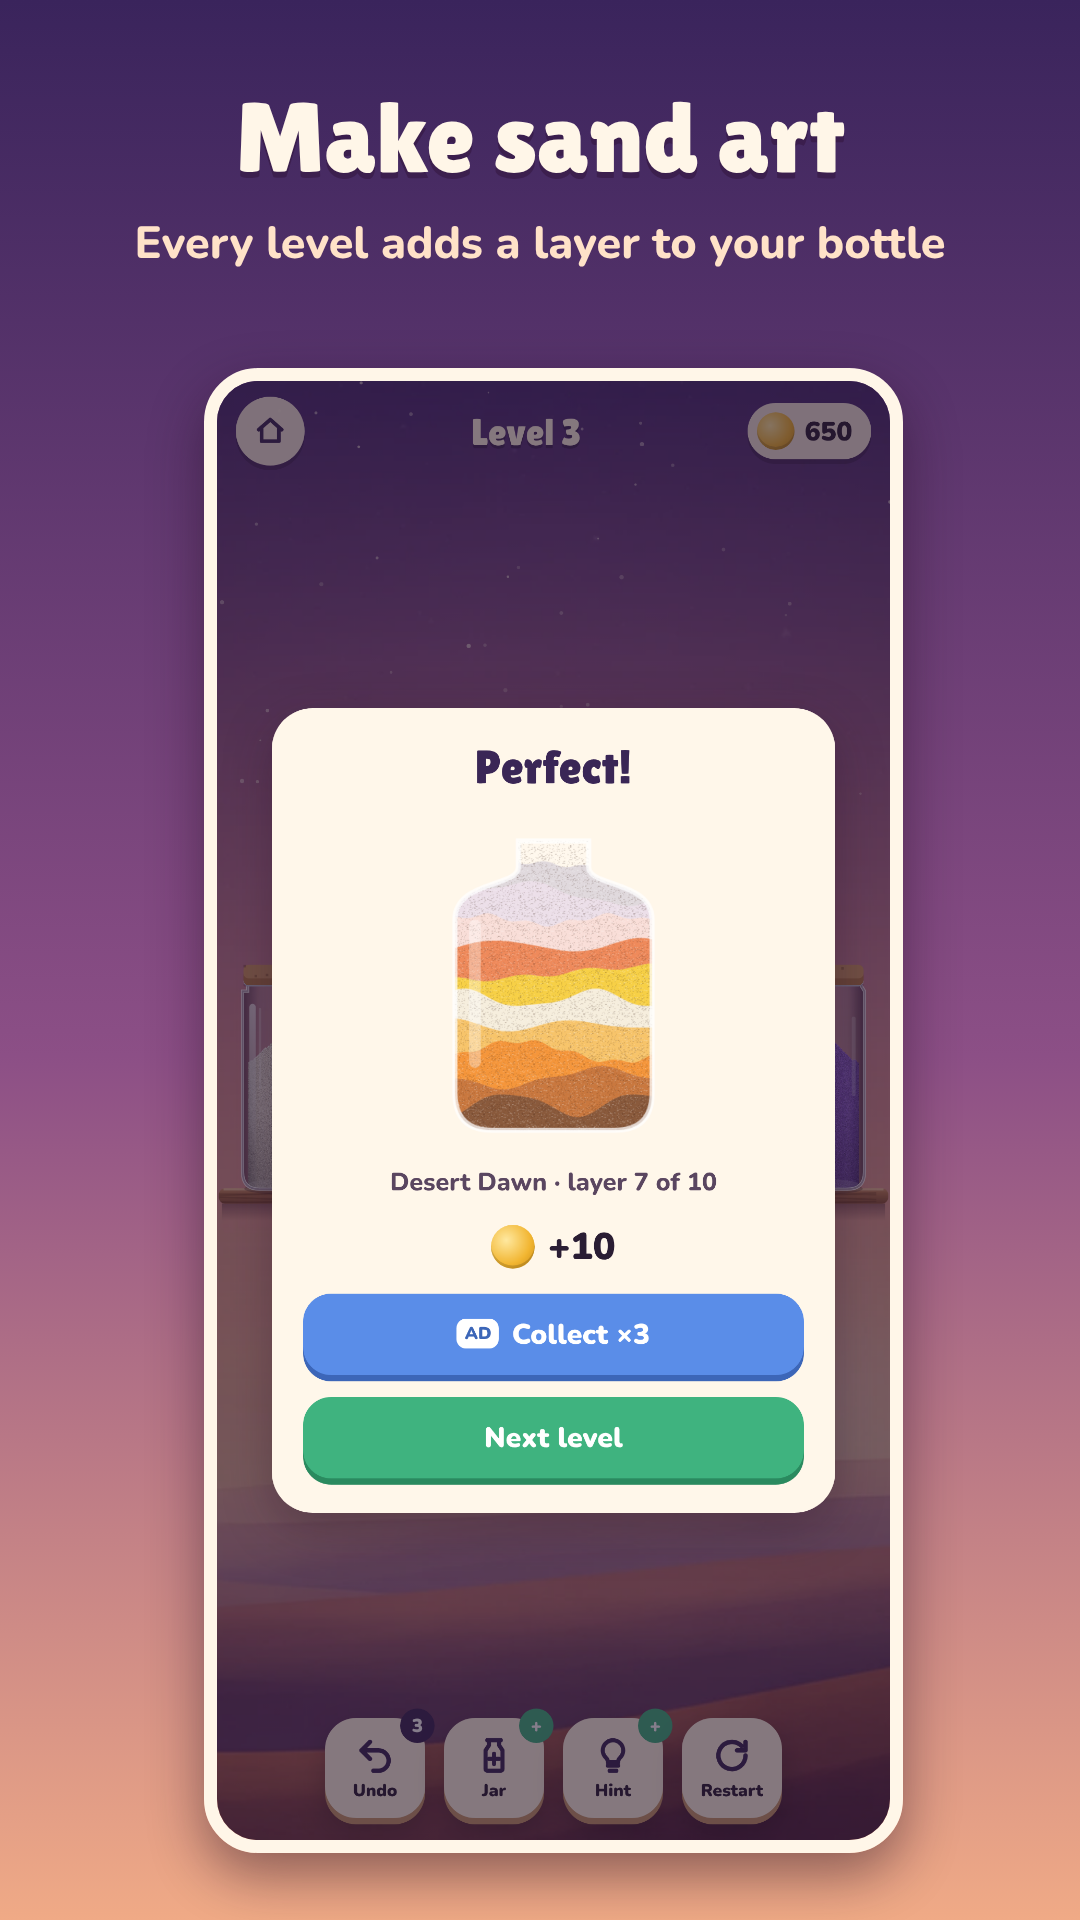 Make sand art
Every level adds a layer to your bottle
Level 3
650
Perfect!
Desert Dawn · layer 7 of 10
+10
AD Collect ×3
Next level
3
+
+
Undo
Jar
Hint
Restart